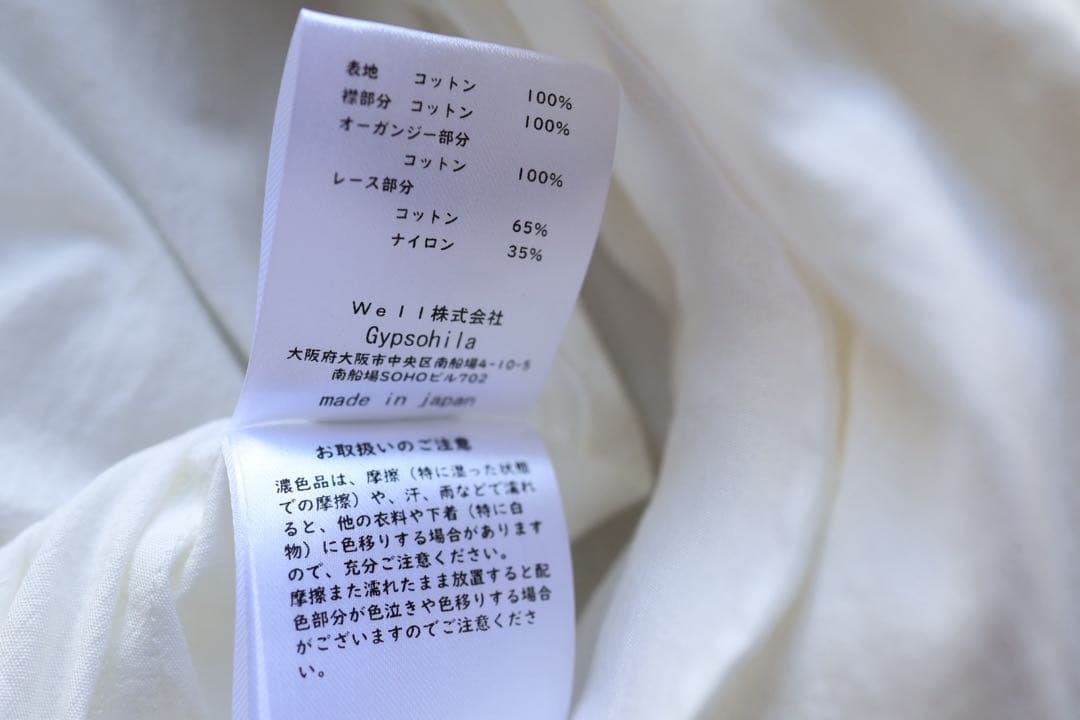 表地 コットン 100%
襟部分 コットン 100%
オーガンジー部分
コットン 100%
レース部分
コットン 65%
ナイロン 35%
Well株式会社
Gypsohila
大阪府大阪市中央区南船場4-10-5
南船場SOHOビル702
made in japan
お取扱いのご注意
濃色品は、摩擦（特に湿った状態
での摩擦）や、汗、雨などで濡れ
ると、他の衣料や下着（特に白
物）に色移りする場合があります
ので、充分ご注意ください。
摩擦また濡れたまま放置すると配
色部分が色泣きや色移りする場合
がございますのでご注意くださ
い。